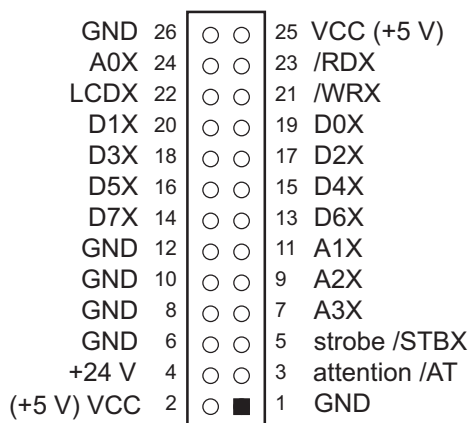 GND 26 25 VCC (+5 V)
A0X 24 23 /RDX
LCDX 22 21 /WRX
D1X 20 19 D0X
D3X 18 17 D2X
D5X 16 15 D4X
D7X 14 13 D6X
GND 12 11 A1X
GND 10 9 A2X
GND 8 7 A3X
GND 6 5 strobe /STBX
+24 V 4 3 attention /AT
(+5 V) VCC 2 1 GND